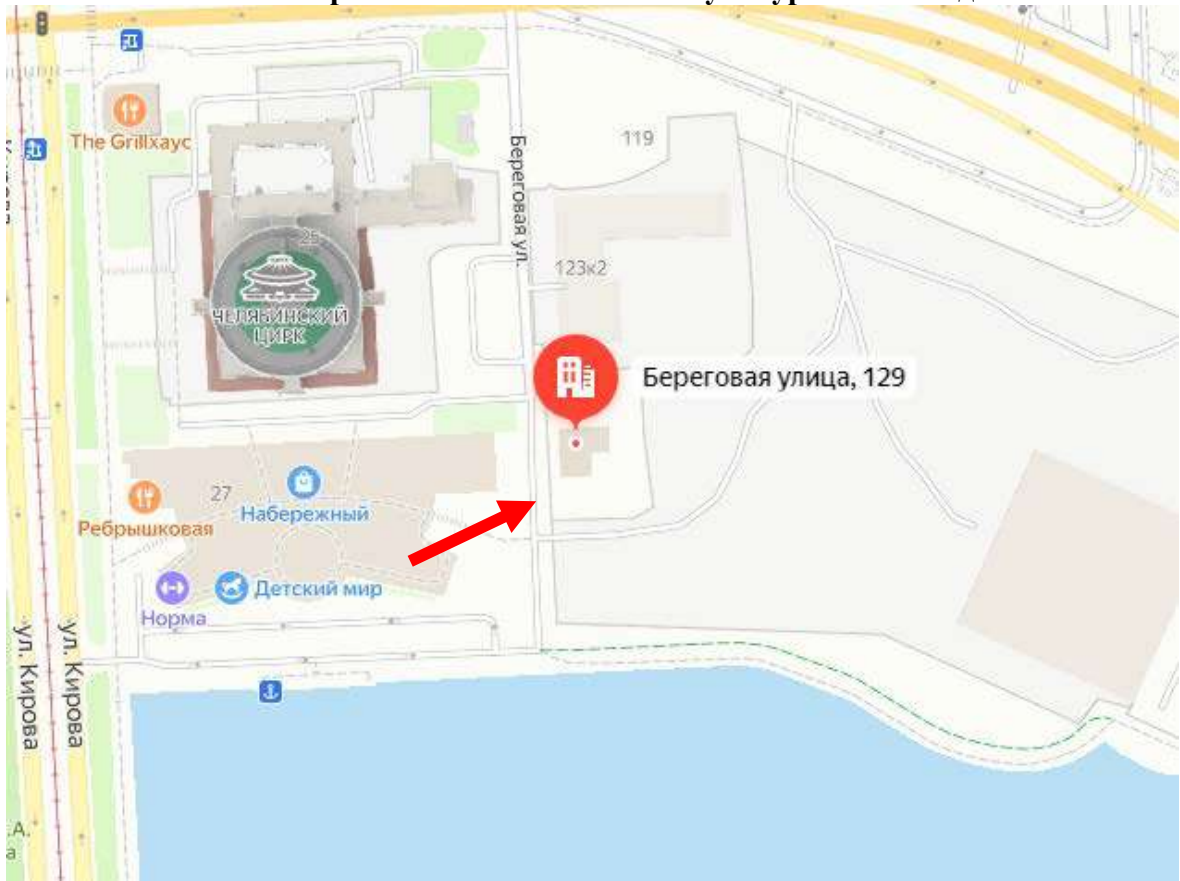 The Grillхаус
119
Береговая ул.
25
123к2
ЧЕЛЯБИНСКИЙ
ЦИРК
Береговая улица, 129
27
Набережный
Ребрышковая
Детский мир
Норма
ул. Кирова
ул. Кирова